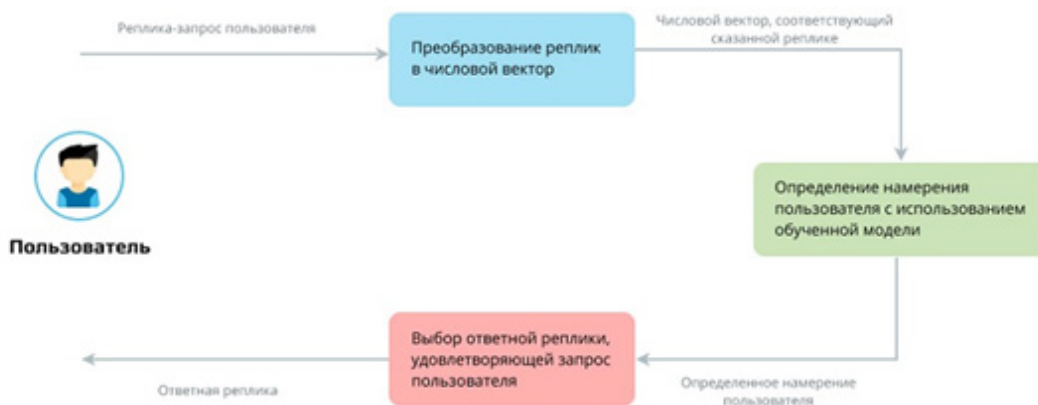 Реплика-запрос пользователя
Числовой вектор, соответствующий
сказанной реплике
Преобразование реплик
в числовой вектор
Определение намерения
пользователя с использованием
обученной модели
Пользователь
Выбор ответной реплики,
удовлетворяющей запрос
пользователя
Ответная реплика
Определенное намерение
пользователя